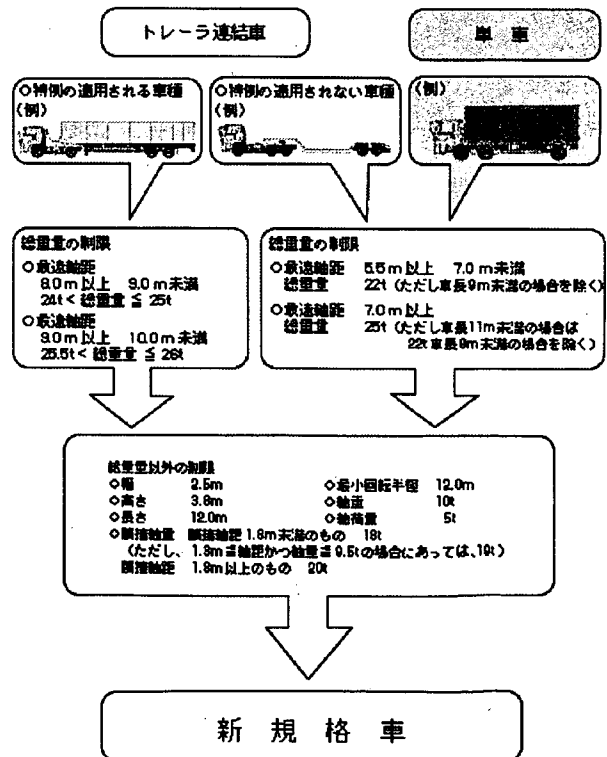 トレーラ連結車
単車
○特例の適用される車種
(例)
○特例の適用されない車種
(例)
(例)
総重量の制限
○最遠軸距
8.0m以上 9.0m未満
24t<総重量≦25t
○最遠軸距
9.0m以上 10.0m未満
25.5t<総重量≦26t
総重量の制限
○最遠軸距 5.5m以上 7.0m未満
総重量 22t(ただし車長9m未満の場合を除く)
○最遠軸距 7.0m以上
総重量 25t(ただし車長11m未満の場合は
22t車長9m未満の場合を除く)
総重量以外の制限
◇幅 2.5m
◇最小回転半径 12.0m
◇高さ 3.8m
◇軸重 10t
◇長さ 12.0m
◇輪荷重 5t
◇隣接軸重 隣接軸距1.8m未満のもの 18t
(ただし、1.3m≦軸距かつ軸重≦9.5tの場合にあっては、19t)
隣接軸距 1.8m以上のもの 20t
新規格車